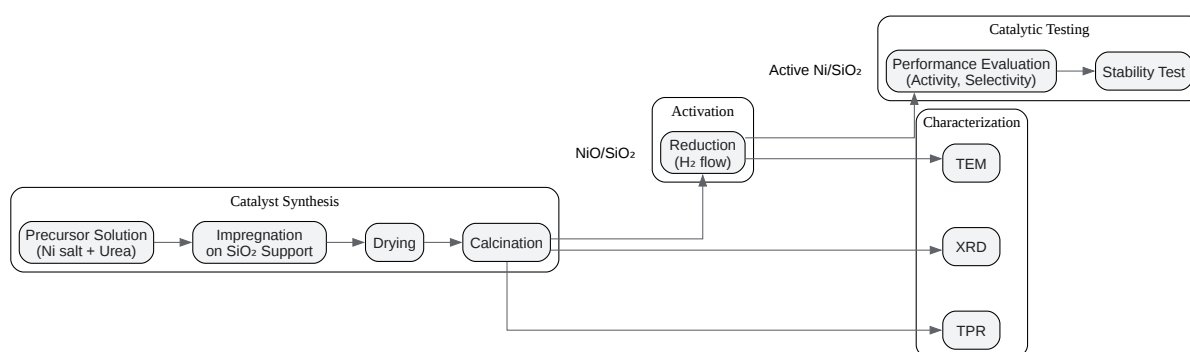 Catalytic Testing
Active Ni/SiO₂
Performance Evaluation
(Activity, Selectivity)
Stability Test
Activation
NiO/SiO₂
Reduction
(H₂ flow)
Characterization
TEM
XRD
TPR
Catalyst Synthesis
Precursor Solution
(Ni salt + Urea)
Impregnation
on SiO₂ Support
Drying
Calcination